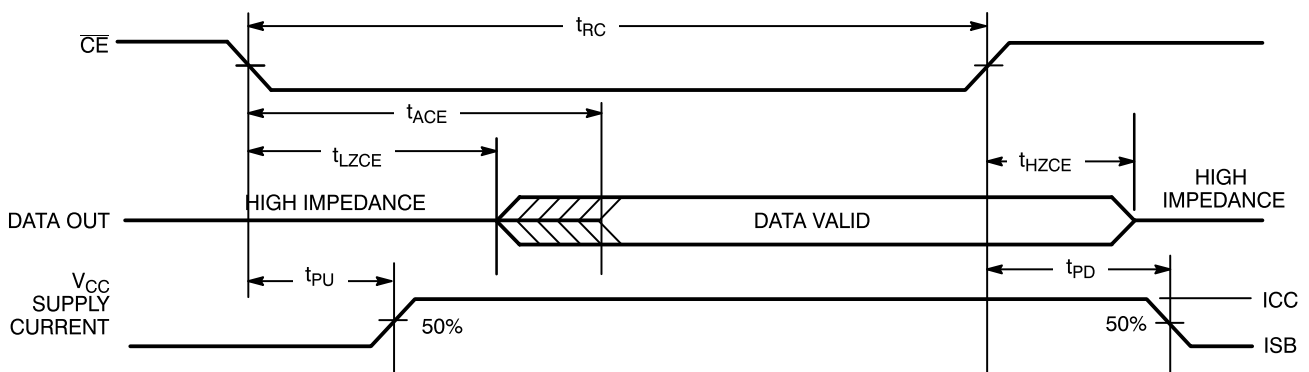 tRC
CE
tACE
tLZCE
tHZCE
HIGH IMPEDANCE
HIGH
IMPEDANCE
DATA OUT
DATA VALID
VCC
SUPPLY
CURRENT
tPU
tPD
50%
50%
ICC
ISB